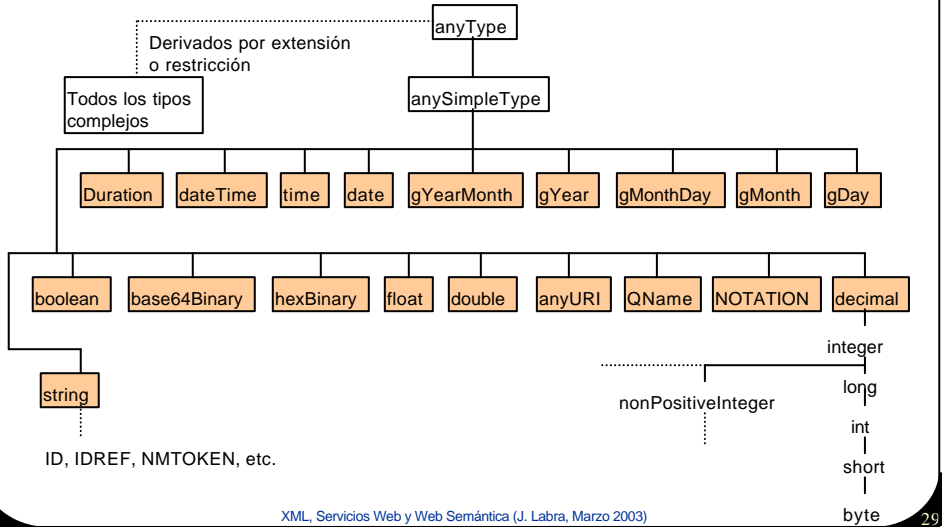 anyType
Derivados por extensión
o restricción
Todos los tipos
complejos
anySimpleType
Duration dateTime time date gYearMonth gYear gMonthDay gMonth gDay
boolean base64Binary hexBinary float double anyURI QName NOTATION decimal
integer
string
nonPositiveInteger
long
int
ID, IDREF, NMTOKEN, etc.
short
byte
XML, Servicios Web y Web Semántica (J. Labra, Marzo 2003)
29